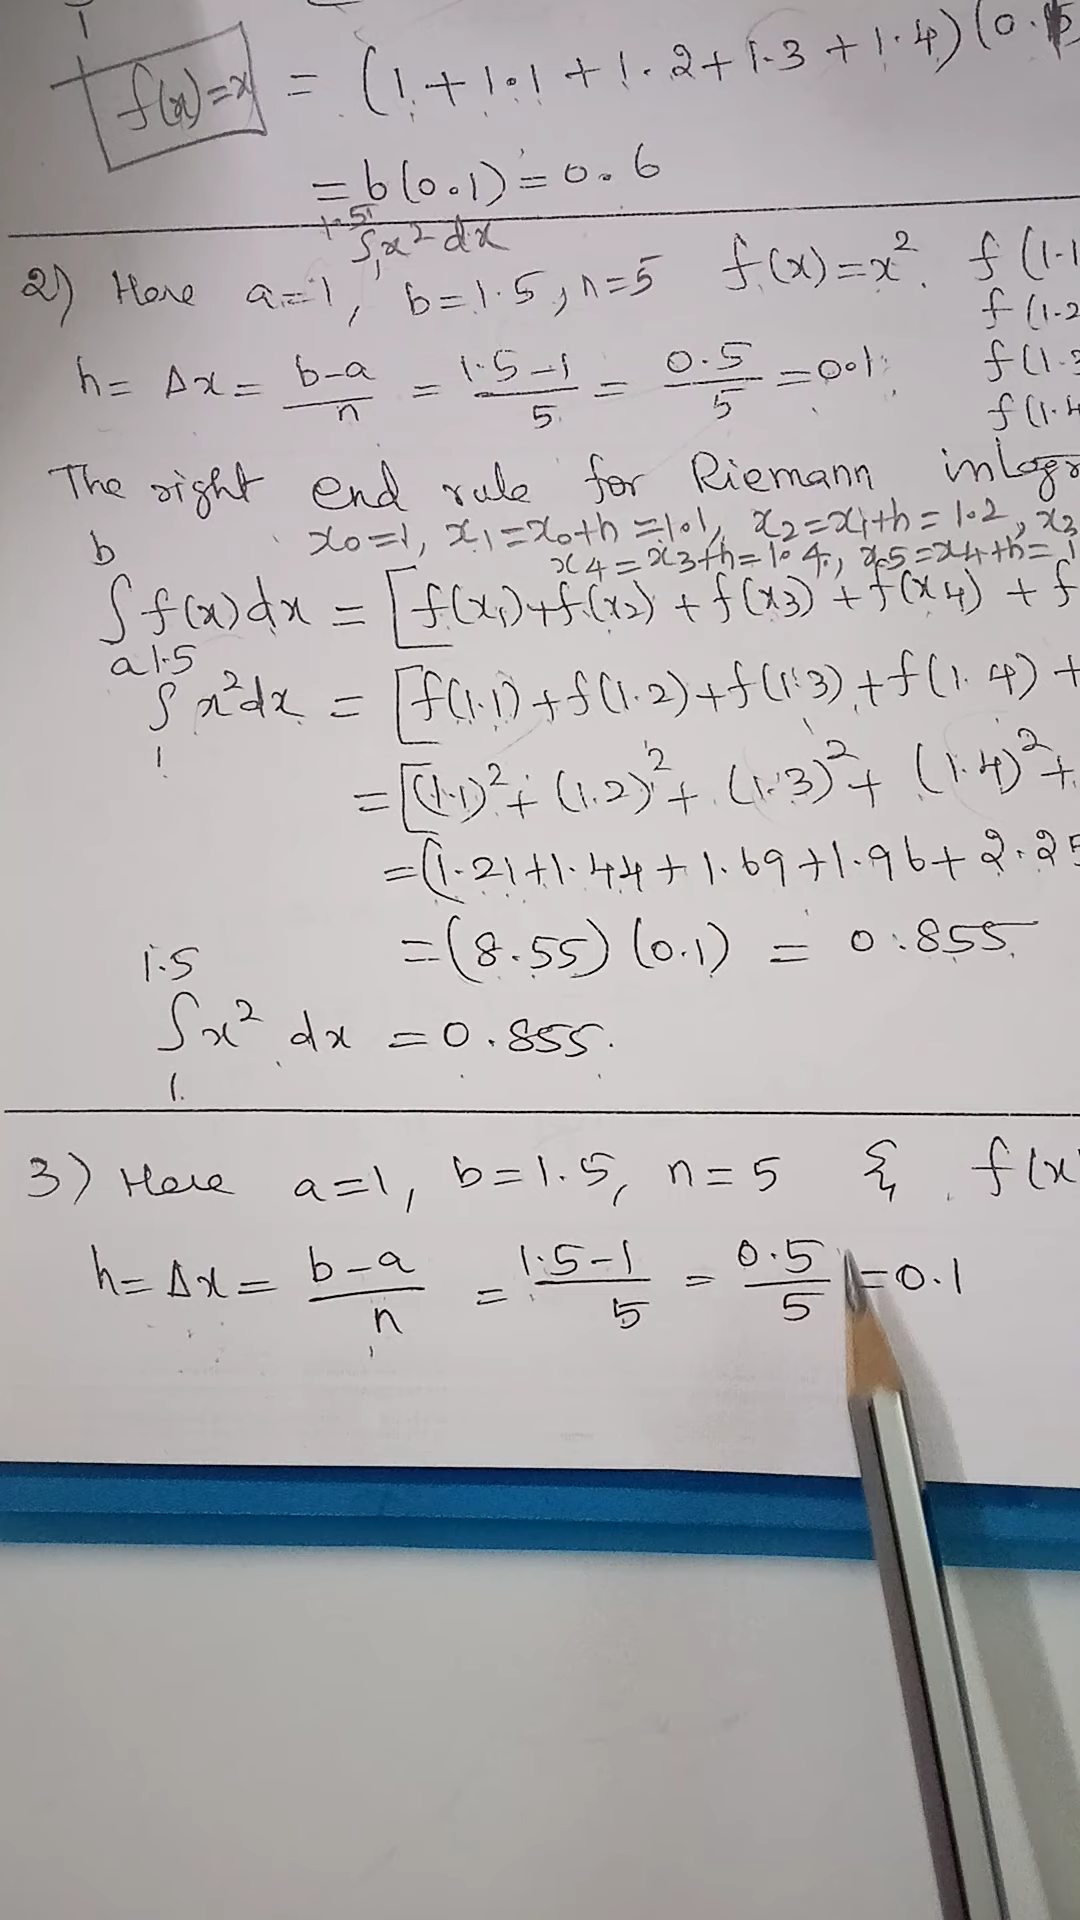 f(x)=x = (1+1.1+1.2+1.3+1.4)(0.
= 6(0.1) = 0.6
1.5
∫ x² dx
1
2) Here a=1, b=1.5, n=5 f(x)=x². f(1.1
f(1.2
h= Δx = b-a/n = 1.5-1/5 = 0.5/5 = 0.1 f(1.3
f(1.4
The right end rule for Riemann integr
x0=1, x1=x0+h=1.1, x2=x1+h=1.2, x3
x4=x3+h=1.4, x5=x4+h=1
b
∫ f(x)dx = [f(x1)+f(x2)+f(x3)+f(x4)+f
a
1.5
∫ x²dx = [f(1.1)+f(1.2)+f(1.3)+f(1.4)+
1
= [(1.1)²+(1.2)²+(1.3)²+(1.4)²+
= (1.21+1.44+1.69+1.96+2.25
= (8.55)(0.1) = 0.855
1.5
∫ x² dx = 0.855.
1.
3) Here a=1, b=1.5, n=5 & f(x)
h= Δx = b-a/n = 1.5-1/5 = 0.5/5 = 0.1